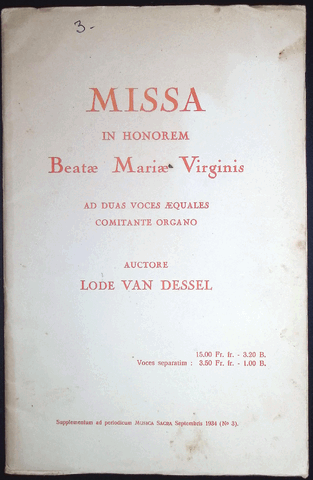 3-
MISSA
IN HONOREM
Beatæ Mariæ Virginis
AD DUAS VOCES ÆQUALES
COMITANTE ORGANO
AUCTORE
LODE VAN DESSEL
15.00 Fr. fr. - 3.20 B.
Voces separatim : 3.50 Fr. fr. - 1.00 B.
Supplementum ad periodicum MUSICA SACRA Septembris 1934 (No 3).